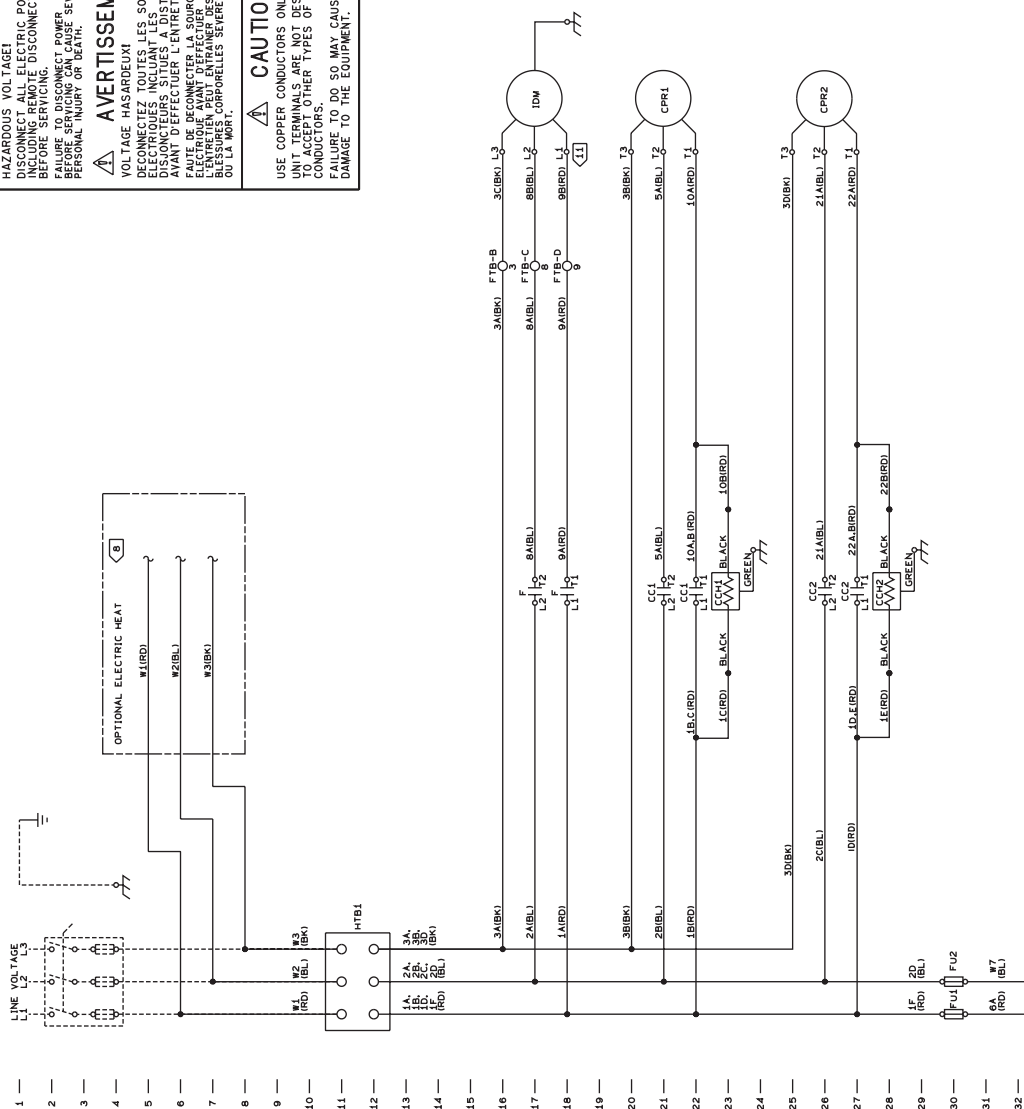 HAZARDOUS VOLTAGE!
DISCONNECT ALL ELECTRIC PO
INCLUDING REMOTE DISCONNEC
BEFORE SERVICING.
FAILURE TO DISCONNECT POWER
BEFORE SERVICING CAN CAUSE SEV
PERSONAL INJURY OR DEATH.
AVERTISSEM
VOLTAGE HASARDEUX!
DECONNECTEZ TOUTES LES SO
ELECTRIQUES INCLUANT LES
DISJONCTEURS SITUES A DIST
AVANT D'EFFECTUER L'ENTRET
FAUTE DE DECONNECTER LA SOURC
ELECTRIQUE AVANT D'EFFECTUER
L'ENTRETIEN PEUT ENTRAINER DES
BLESSURES CORPORELLES SEVERE
OU LA MORT.
CAUTIO
USE COPPER CONDUCTORS ONL
UNIT TERMINALS ARE NOT DES
TO ACCEPT OTHER TYPES OF
CONDUCTORS.
FAILURE TO DO SO MAY CAUS
DAMAGE TO THE EQUIPMENT.
LINE VOLTAGE
L1 L2 L3
OPTIONAL ELECTRIC HEAT
8
W1(RD)
W2(BL)
W3(BK)
W1 (RD)
W2 (BL)
W3 (BK)
HTB1
1A, 1B, 1D, 1F (RD)
2A, 2B, 2C, 2D (BL)
3A, 3B, 3D (BK)
3A(BK) 3A(BK) FTB-B 3 3C(BK) L3
2A(BL) F L2 T2 8A(BL) 8A(BL) FTB-C 8 8B(BL) L2
1A(RD) L1 T1 9A(RD) 9A(RD) FTB-D 9 9B(RD) L1
11
IDM
3B(BK) 3B(BK) T3
2B(BL) CC1 L2 T2 5A(BL) 5A(BL) T2
1B(RD) 1B,C(RD) CC1 L1 T1 10A,B(RD) 10A(RD) T1
CPR1
1C(RD) BLACK CCH1 BLACK 10B(RD)
GREEN
3D(BK) 3D(BK) T3
2C(BL) CC2 L2 T2 21A(BL) 21A(BL) T2
1D(RD) 1D,E(RD) CC2 L1 T1 22A,B(RD) 22A(RD) T1
CPR2
1E(RD) BLACK CCH2 BLACK 22B(RD)
GREEN
1F (RD) FU1 6A (RD)
2D (BL) FU2 W7 (BL)
1
2
3
4
5
6
7
8
9
10
11
12
13
14
15
16
17
18
19
20
21
22
23
24
25
26
27
28
29
30
31
32